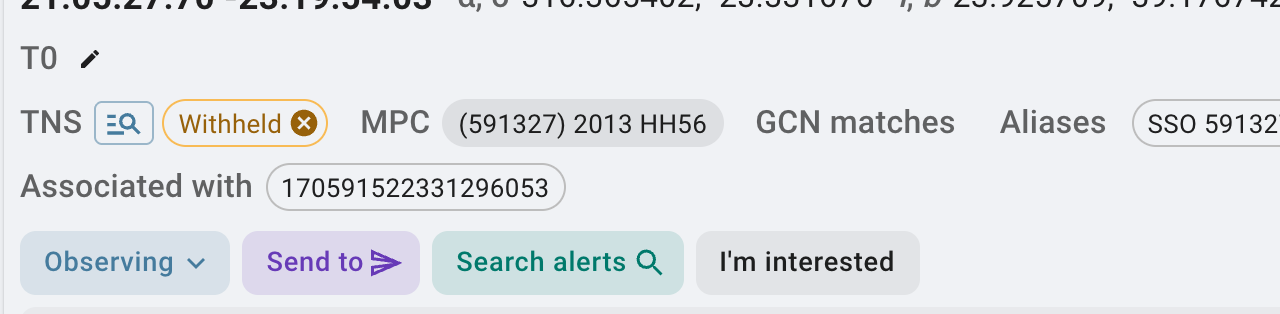 T0
TNS Withheld MPC (591327) 2013 HH56 GCN matches Aliases SSO 59132
Associated with 170591522331296053
Observing Send to Search alerts I'm interested